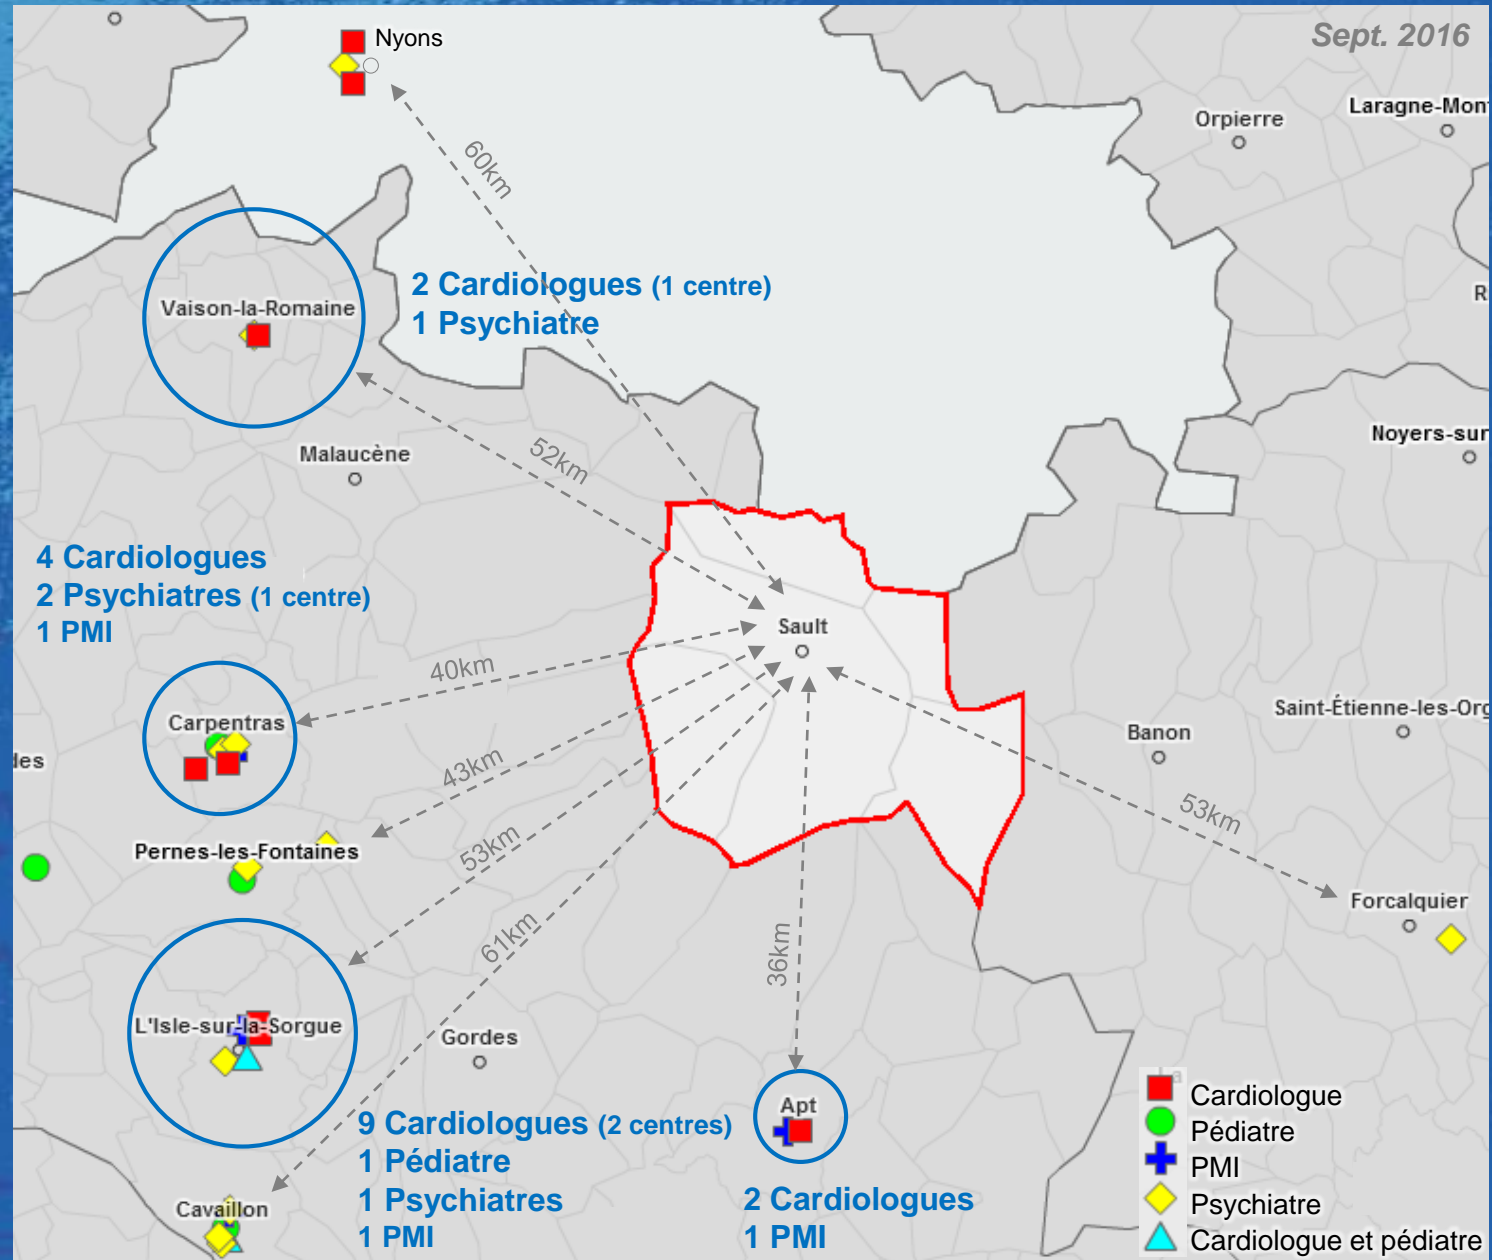 Nyons
Sept. 2016
Laragne-Mon
Orpierre
60km
2 Cardiologues (1 centre)
1 Psychiatre
R
Vaison-la-Romaine
Noyers-sur
Malaucène
52km
4 Cardiologues
2 Psychiatres (1 centre)
1 PMI
Sault
40km
Carpentras
Saint-Étienne-les-Org
Banon
des
43km
53km
53km
Pernes-les-Fontaines
61km
36km
Forcalquier
L'Isle-sur-la-Sorgue
Gordes
9 Cardiologues (2 centres)
1 Pédiatre
1 Psychiatres
1 PMI
Apt
2 Cardiologues
1 PMI
Cavaillon
Cardiologue
Pédiatre
PMI
Psychiatre
Cardiologue et pédiatre